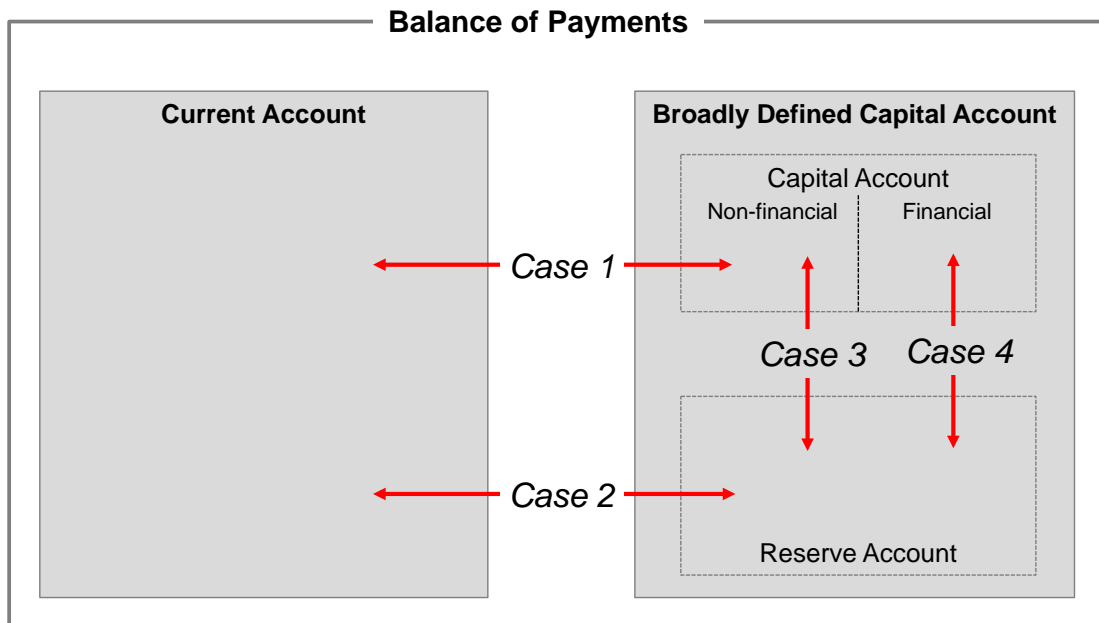 Balance of Payments
Current Account
Broadly Defined Capital Account
Capital Account
Non-financial
Financial
Case 1
Case 3
Case 4
Case 2
Reserve Account